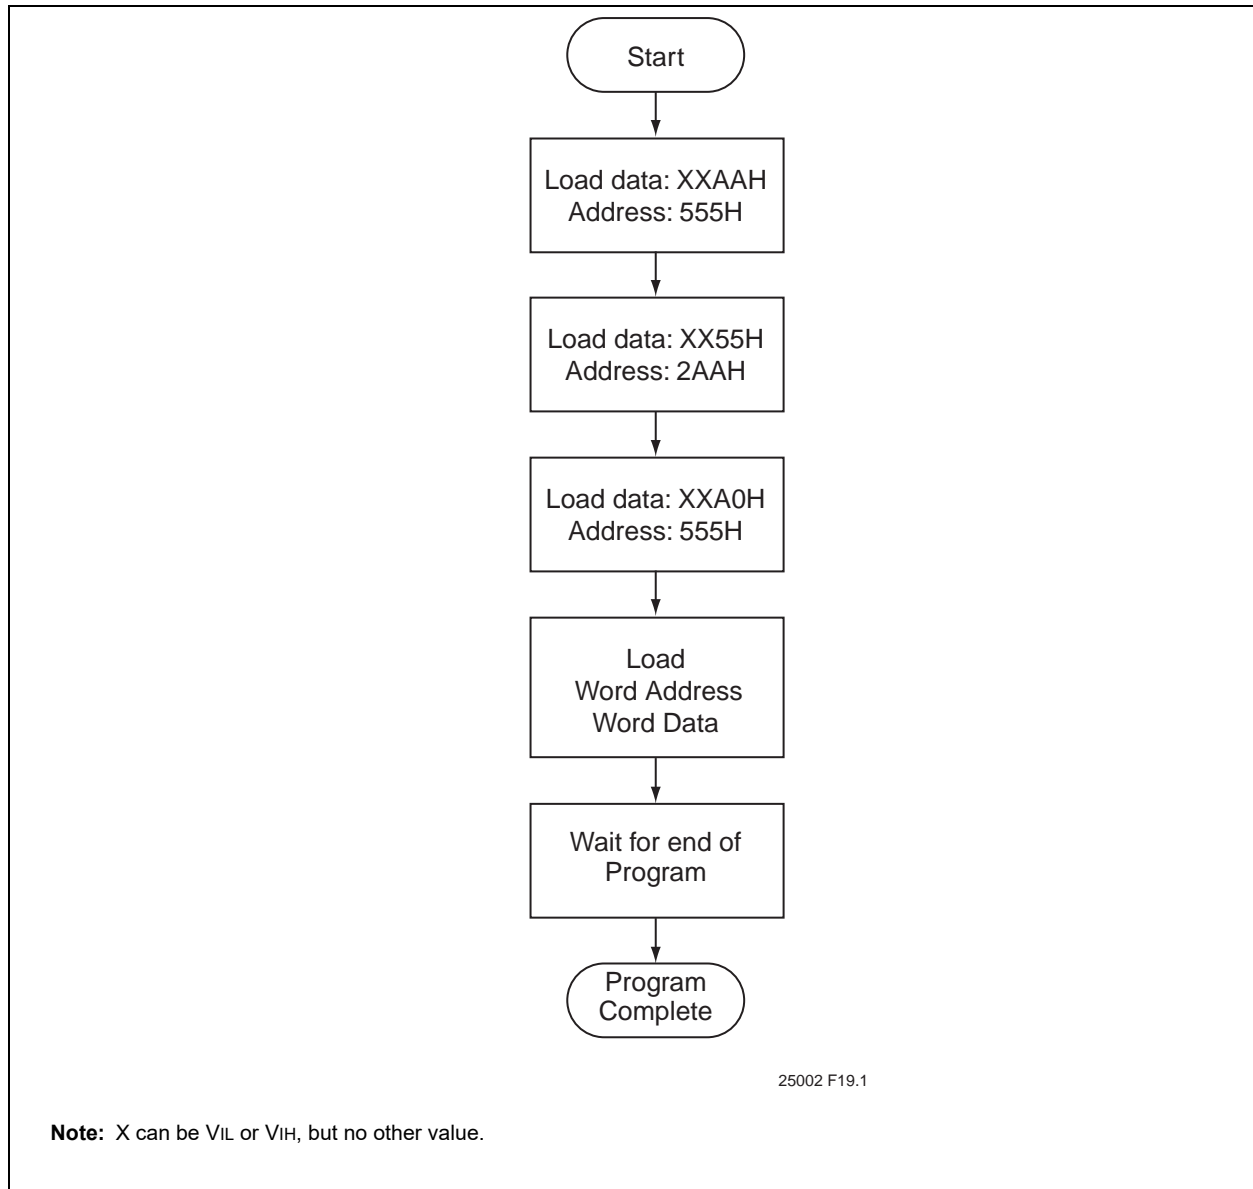 Start
Load data: XXAAH
Address: 555H
Load data: XX55H
Address: 2AAH
Load data: XXA0H
Address: 555H
Load
Word Address
Word Data
Wait for end of
Program
Program
Complete
25002 F19.1
Note: X can be VIL or VIH, but no other value.